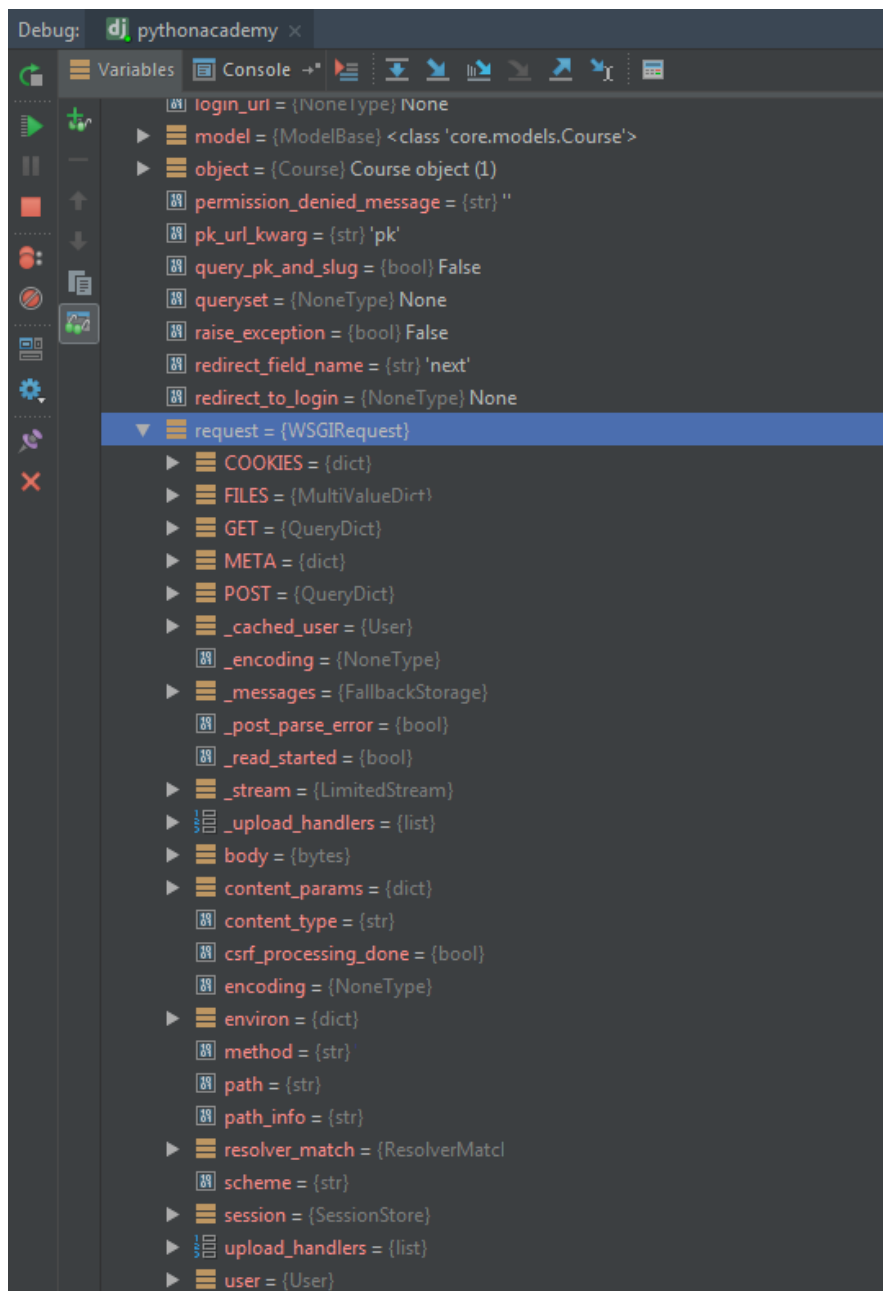 Debug: dj pythonacademy ×
Variables Console
login_url = {NoneType} None
model = {ModelBase} <class 'core.models.Course'>
object = {Course} Course object (1)
permission_denied_message = {str} ''
pk_url_kwarg = {str} 'pk'
query_pk_and_slug = {bool} False
queryset = {NoneType} None
raise_exception = {bool} False
redirect_field_name = {str} 'next'
redirect_to_login = {NoneType} None
request = {WSGIRequest}
COOKIES = {dict}
FILES = {MultiValueDict}
GET = {QueryDict}
META = {dict}
POST = {QueryDict}
_cached_user = {User}
_encoding = {NoneType}
_messages = {FallbackStorage}
_post_parse_error = {bool}
_read_started = {bool}
_stream = {LimitedStream}
_upload_handlers = {list}
body = {bytes}
content_params = {dict}
content_type = {str}
csrf_processing_done = {bool}
encoding = {NoneType}
environ = {dict}
method = {str}
path = {str}
path_info = {str}
resolver_match = {ResolverMatcl
scheme = {str}
session = {SessionStore}
upload_handlers = {list}
user = {User}